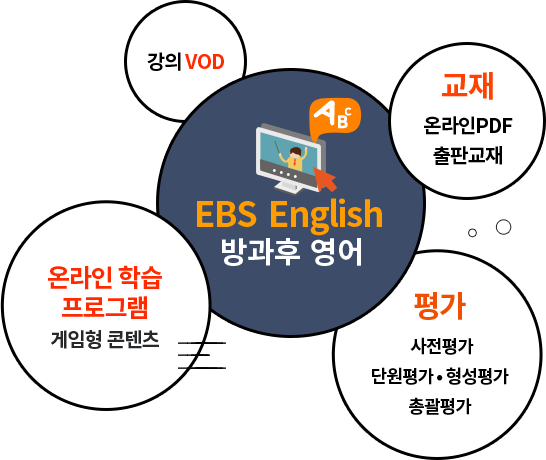 강의 VOD
교재
온라인PDF
출판교재
ABC
EBS English
방과후 영어
온라인 학습
프로그램
게임형 콘텐츠
평가
사전평가
단원평가 • 형성평가
총괄평가